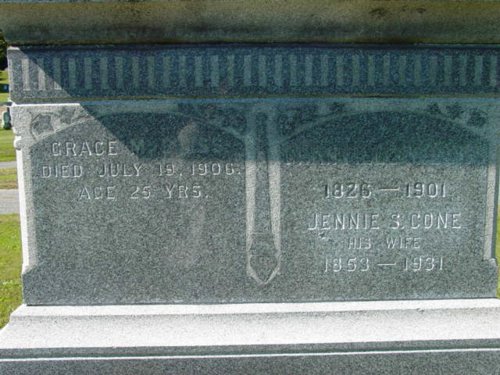 GRACE M.
DIED JULY 19, 1906.
AGE 25 YRS.
1826 — 1901.
JENNIE S. CONE
HIS WIFE
1853 — 1931